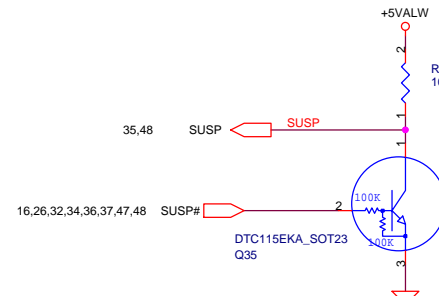 +5VALW
2
R
10
1
35,48 SUSP SUSP
1
100K
16,26,32,34,36,37,47,48 SUSP# 2
DTC115EKA_SOT23
100K
Q35
3